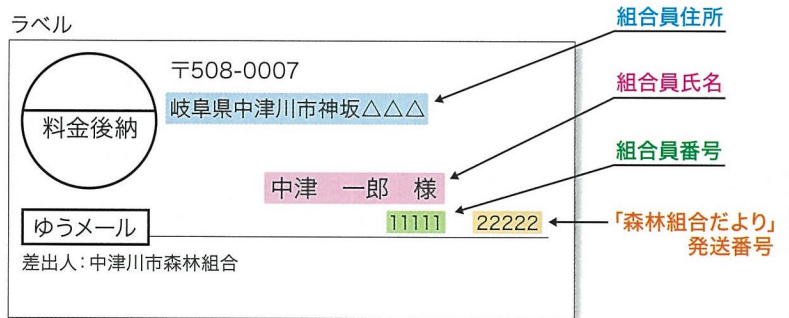 ラベル
組合員住所
〒508-0007
岐阜県中津川市神坂△△△
組合員氏名
料金後納
組合員番号
中津　一郎　様
11111　22222
「森林組合だより」
発送番号
ゆうメール
差出人：中津川市森林組合